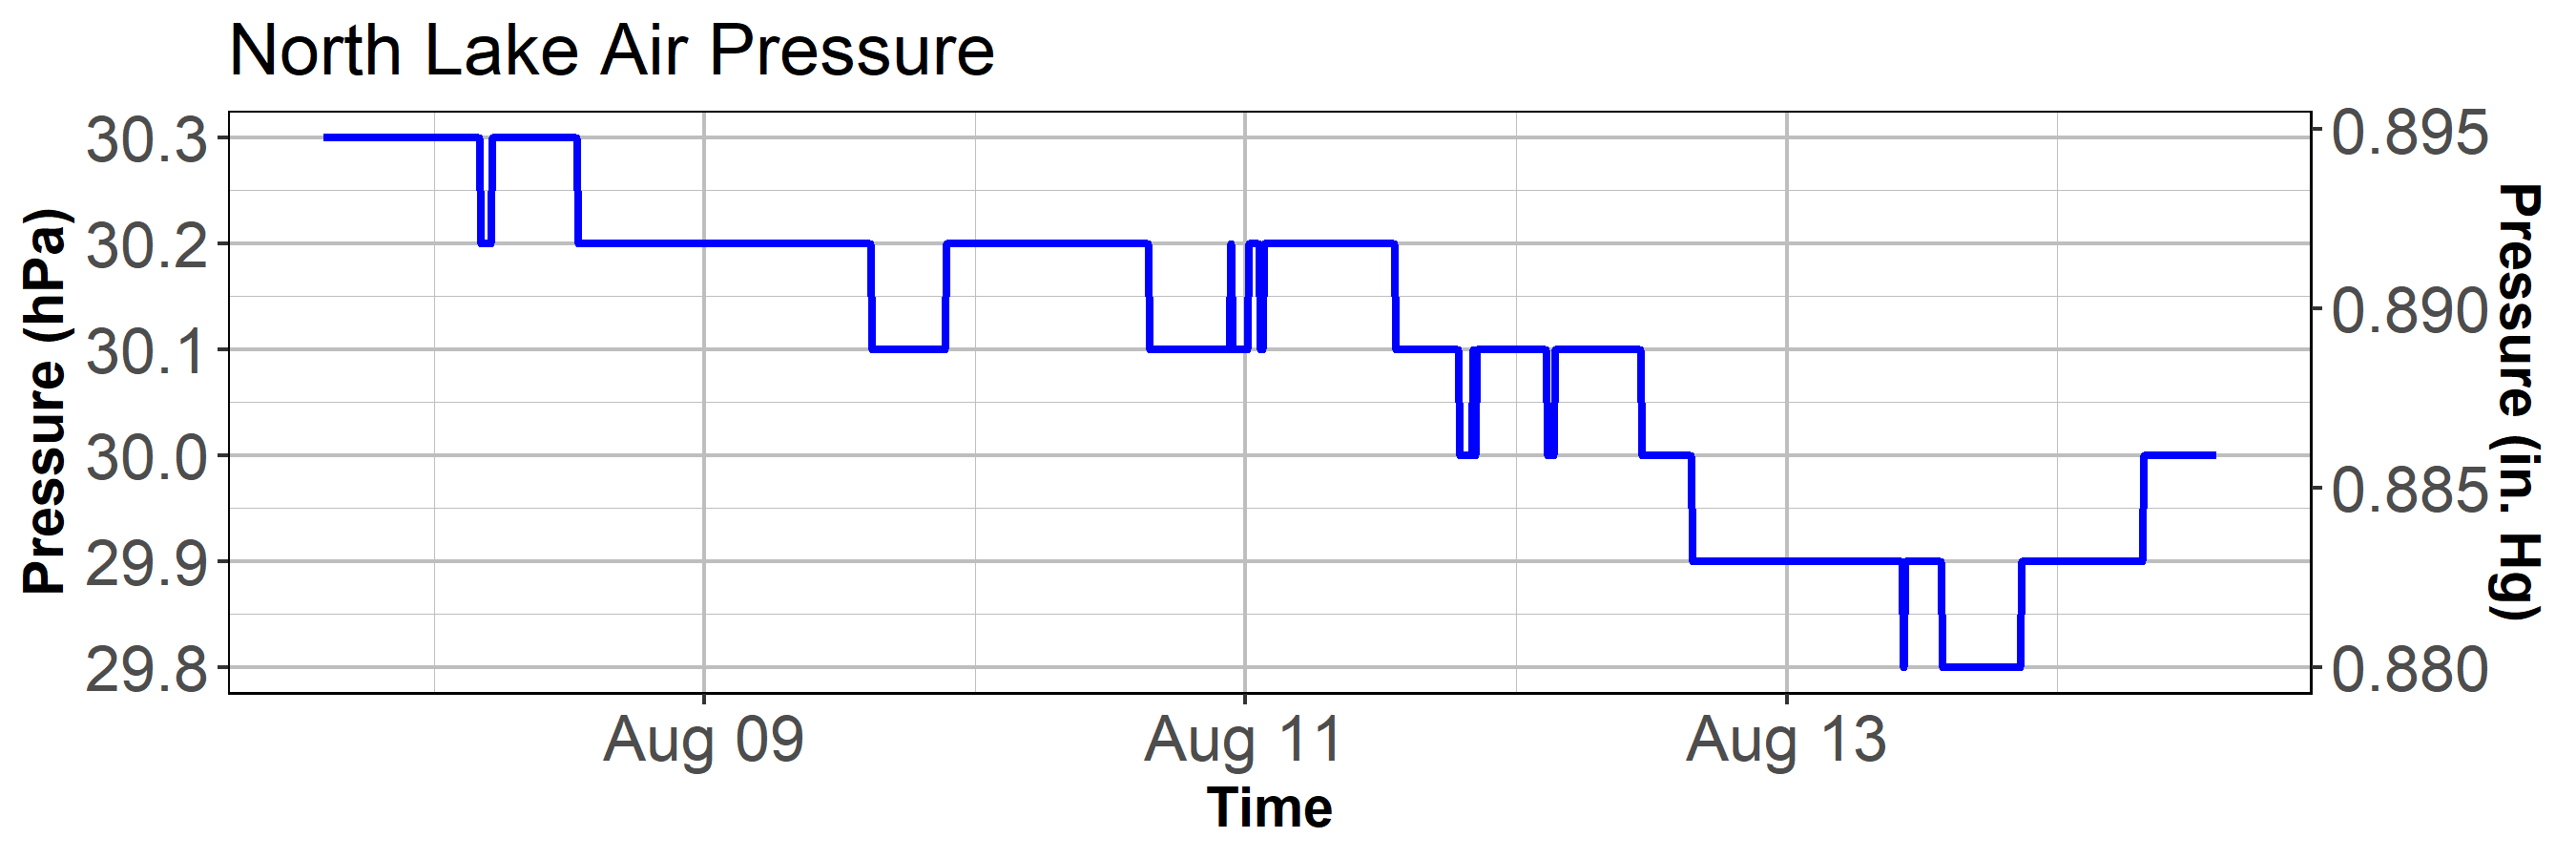 North Lake Air Pressure
Pressure (hPa)
30.3
30.2
30.1
30.0
29.9
29.8
0.895
0.890
0.885
0.880
Pressure (in. Hg)
Aug 09
Aug 11
Aug 13
Time